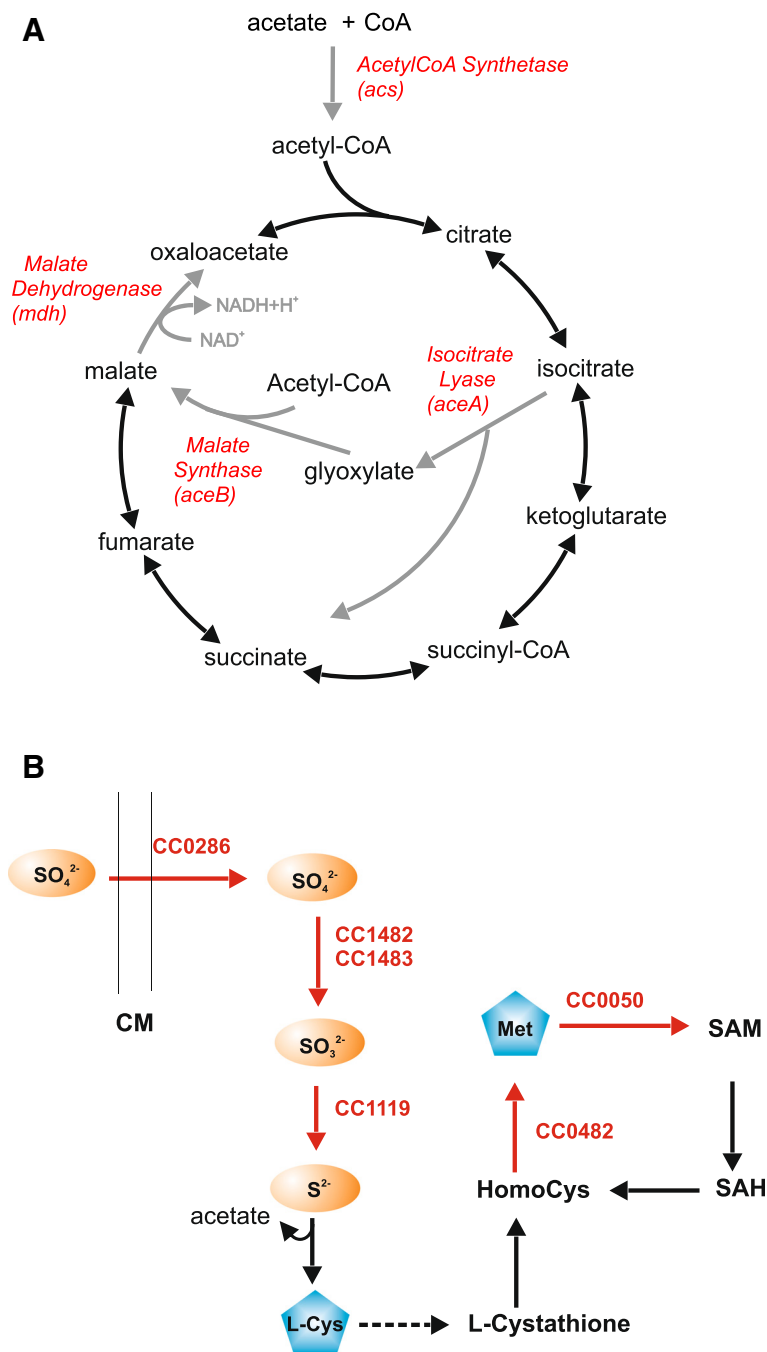 A
acetate + CoA
AcetylCoA Synthetase
(acs)
acetyl-CoA
oxaloacetate
citrate
Malate
Dehydrogenase
(mdh)
NADH+H⁺
NAD⁺
malate
Acetyl-CoA
Isocitrate
Lyase
(aceA)
isocitrate
Malate
Synthase
(aceB)
glyoxylate
ketoglutarate
fumarate
succinate
succinyl-CoA
B
CC0286
SO₄²⁻
SO₄²⁻
CC1482
CC1483
CM
SO₃²⁻
CC1119
S²⁻
acetate
L-Cys
L-Cystathione
HomoCys
CC0482
Met
CC0050
SAM
SAH